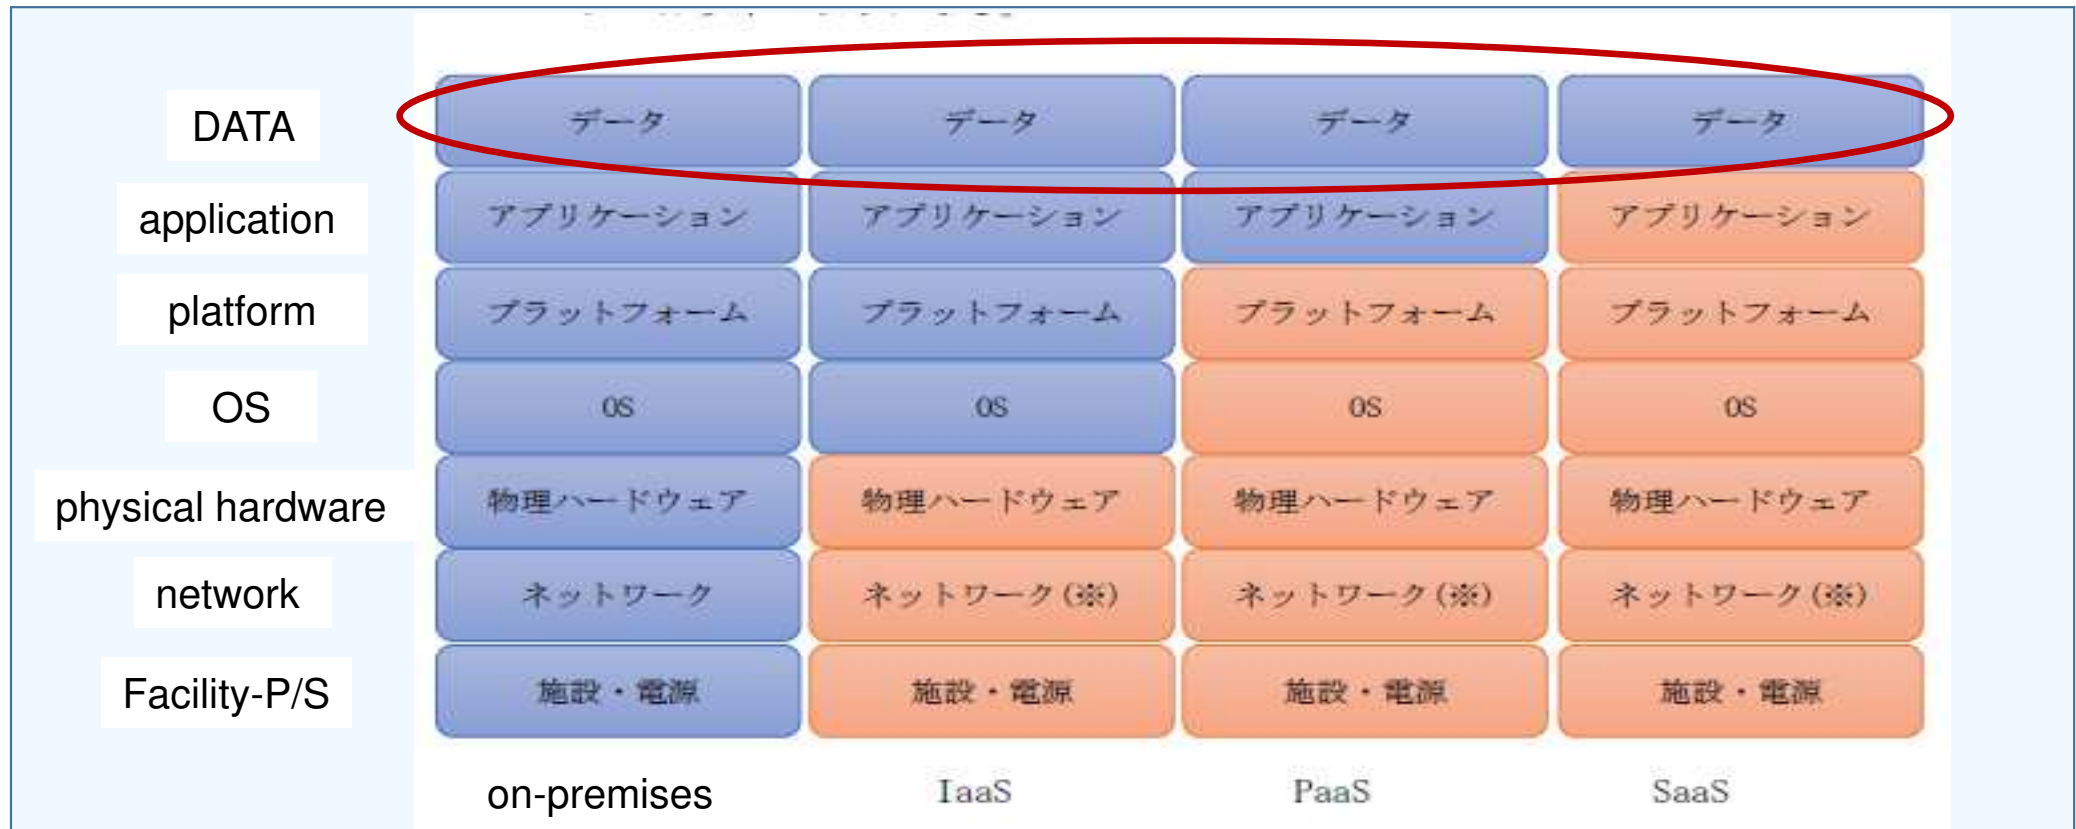 DATA データ データ データ データ
application アプリケーション アプリケーション アプリケーション アプリケーション
platform プラットフォーム プラットフォーム プラットフォーム プラットフォーム
OS OS OS OS OS
physical hardware 物理ハードウェア 物理ハードウェア 物理ハードウェア 物理ハードウェア
network ネットワーク ネットワーク(※) ネットワーク(※) ネットワーク(※)
Facility-P/S 施設・電源 施設・電源 施設・電源 施設・電源
on-premises IaaS PaaS SaaS